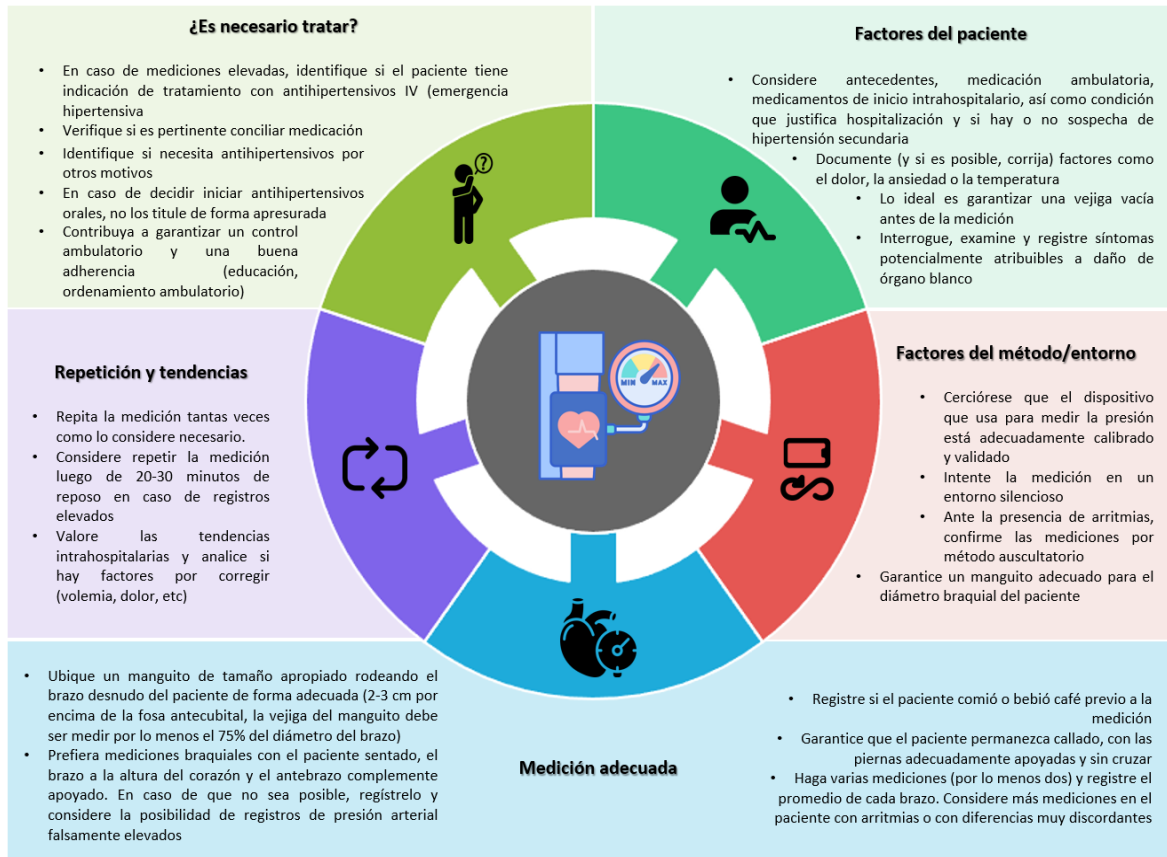 ¿Es necesario tratar?
• En caso de mediciones elevadas, identifique si el paciente tiene
indicación de tratamiento con antihipertensivos IV (emergencia
hipertensiva
• Verifique si es pertinente conciliar medicación
• Identifique si necesita antihipertensivos por
otros motivos
• En caso de decidir iniciar antihipertensivos
orales, no los titule de forma apresurada
• Contribuya a garantizar un control
ambulatorio y una buena
adherencia (educación,
ordenamiento ambulatorio)
Factores del paciente
• Considere antecedentes, medicación ambulatoria,
medicamentos de inicio intrahospitalario, así como condición
que justifica hospitalización y si hay o no sospecha de
hipertensión secundaria
• Documente (y si es posible, corrija) factores como
el dolor, la ansiedad o la temperatura
• Lo ideal es garantizar una vejiga vacía
antes de la medición
• Interrogue, examine y registre síntomas
potencialmente atribuibles a daño de
órgano blanco
Factores del método/entorno
• Cerciórese que el dispositivo
que usa para medir la presión
está adecuadamente calibrado
y validado
• Intente la medición en un
entorno silencioso
• Ante la presencia de arritmias,
confirme las mediciones por
método auscultatorio
• Garantice un manguito adecuado para el
diámetro braquial del paciente
Repetición y tendencias
• Repita la medición tantas veces
como lo considere necesario.
• Considere repetir la medición
luego de 20-30 minutos de
reposo en caso de registros
elevados
• Valore las tendencias
intrahospitalarias y analice si
hay factores por corregir
(volemia, dolor, etc)
?
MIN MAX
• Ubique un manguito de tamaño apropiado rodeando el
brazo desnudo del paciente de forma adecuada (2-3 cm por
encima de la fosa antecubital, la vejiga del manguito debe
ser medir por lo menos el 75% del diámetro del brazo)
• Prefiera mediciones braquiales con el paciente sentado, el
brazo a la altura del corazón y el antebrazo complemente
apoyado. En caso de que no sea posible, regístrelo y
considere la posibilidad de registros de presión arterial
falsamente elevados
Medición adecuada
• Registre si el paciente comió o bebió café previo a la
medición
• Garantice que el paciente permanezca callado, con las
piernas adecuadamente apoyadas y sin cruzar
• Haga varias mediciones (por lo menos dos) y registre el
promedio de cada brazo. Considere más mediciones en el
paciente con arritmias o con diferencias muy discordantes